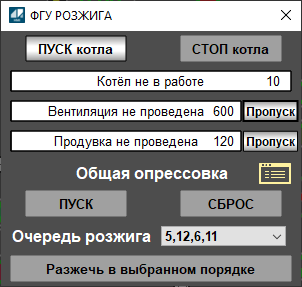 ФГУ РОЗЖИГА
ПУСК котла СТОП котла
Котёл не в работе 10
Вентиляция не проведена 600 Пропуск
Продувка не проведена 120 Пропуск
Общая опрессовка
ПУСК СБРОС
Очередь розжига 5,12,6,11
Разжечь в выбранном порядке